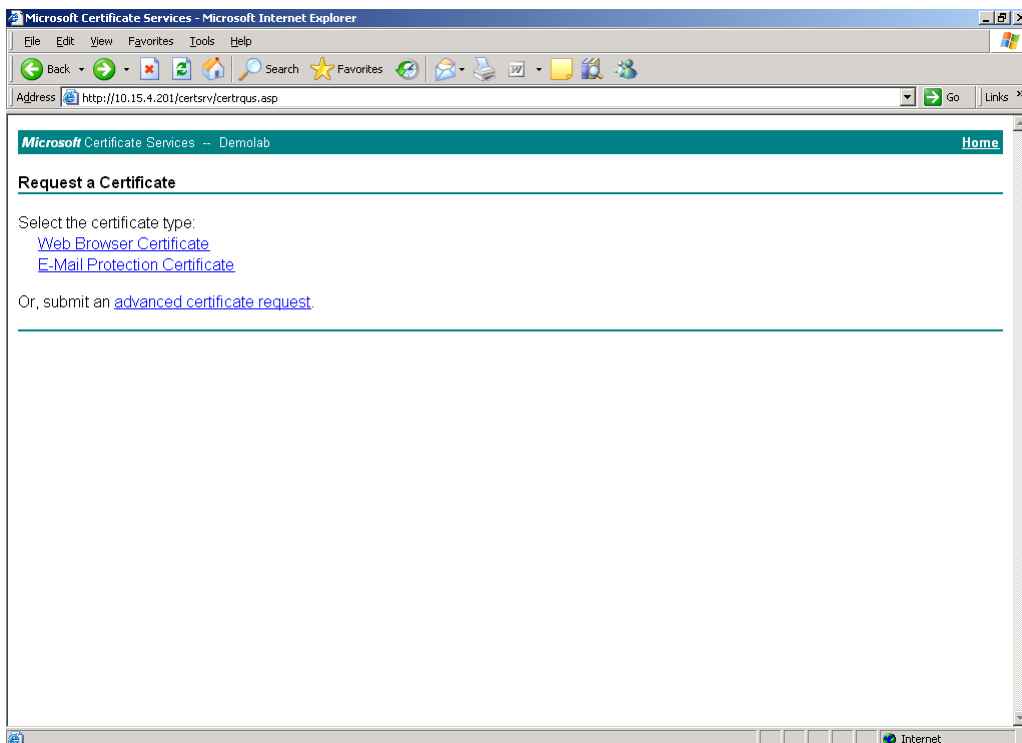 Microsoft Certificate Services - Microsoft Internet Explorer
File Edit View Favorites Tools Help
Back Search Favorites
Address http://10.15.4.201/certsrv/certrqus.asp Go Links »
Microsoft Certificate Services -- Demolab Home
Request a Certificate
Select the certificate type:
Web Browser Certificate
E-Mail Protection Certificate
Or, submit an advanced certificate request.
Internet